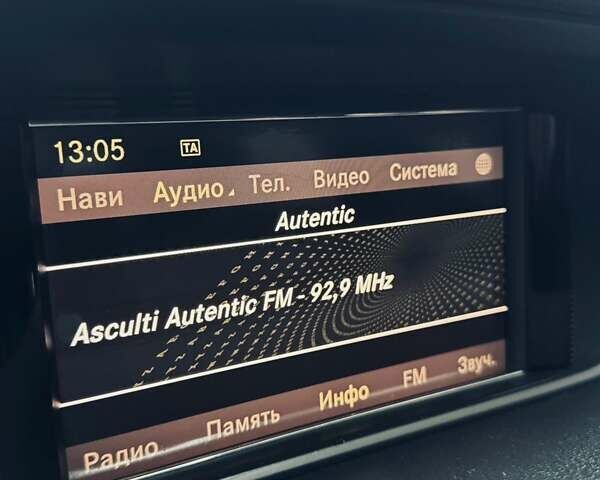 13:05 TA
Нави Аудио Тел. Видео Система
Autentic
Asculti Autentic FM - 92,9 MHz
Радио Память Инфо FM Звуч.